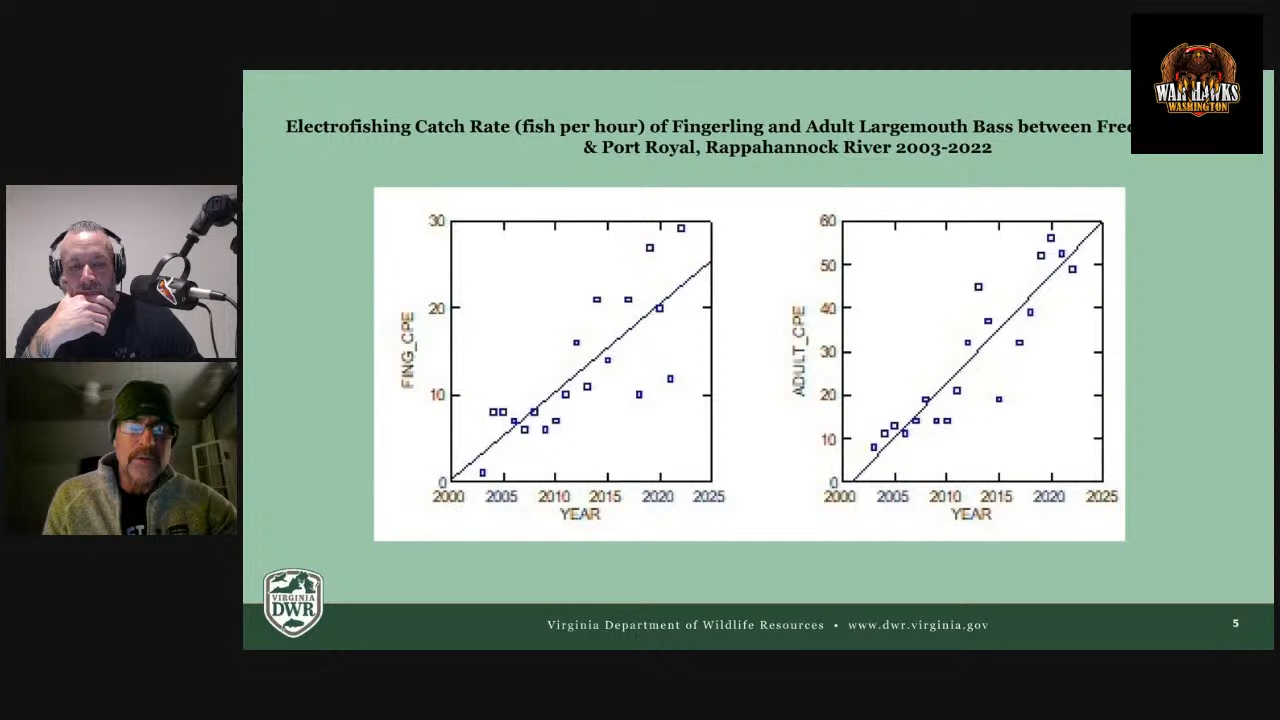 WAR HAWKS
WASHINGTON
Electrofishing Catch Rate (fish per hour) of Fingerling and Adult Largemouth Bass between
& Port Royal, Rappahannock River 2003-2022
30
20
10
0
FING_CPE
2000 2005 2010 2015 2020 2025
YEAR
60
50
40
30
20
10
0
ADULT_CPE
2000 2005 2010 2015 2020 2025
YEAR
VIRGINIA
DWR
Virginia Department of Wildlife Resources • www.dwr.virginia.gov
5